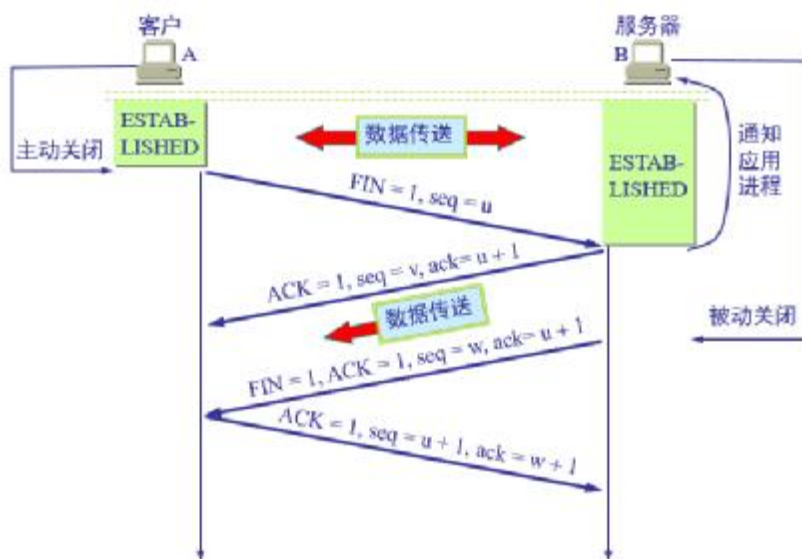 客户
服务器
A
B
ESTAB-
LISHED
主动关闭
数据传送
ESTAB-
LISHED
通知
应用
进程
FIN = 1, seq = u
ACK = 1, seq = v, ack= u + 1
数据传送
被动关闭
FIN = 1, ACK = 1, seq = w, ack= u + 1
ACK = 1, seq = u + 1, ack = w + 1